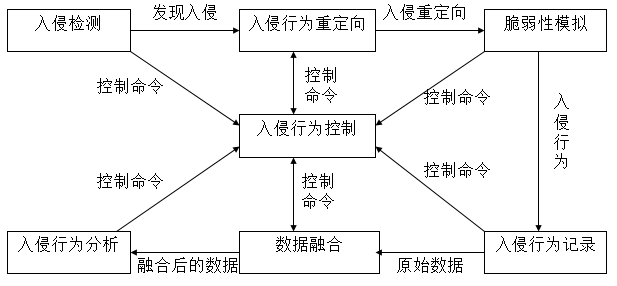 入侵检测
发现入侵
入侵行为重定向
入侵重定向
脆弱性模拟
控制命令
控制
命令
控制命令
入侵行为
入侵行为控制
控制命令
控制
命令
控制命令
入侵行为分析
融合后的数据
数据融合
原始数据
入侵行为记录